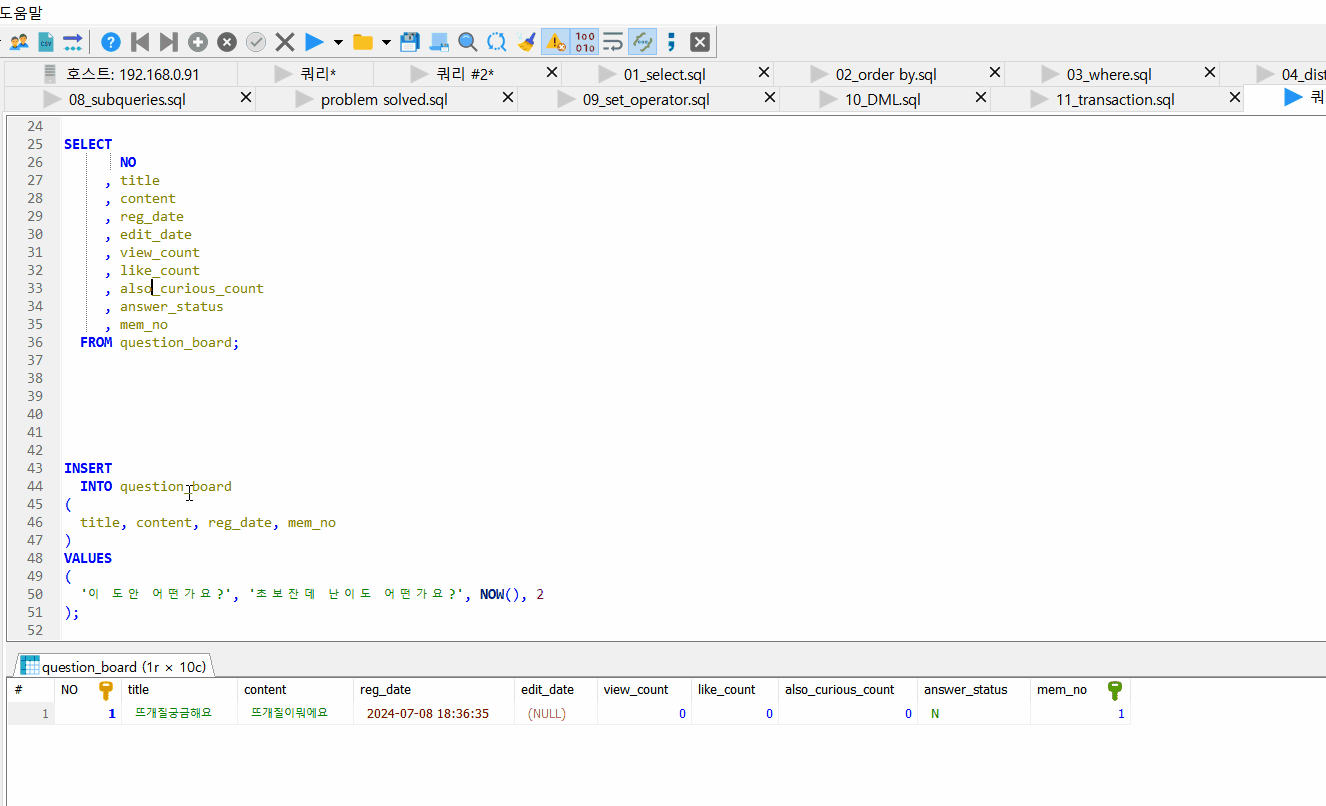 도움말
호스트: 192.168.0.91 쿼리* 쿼리 #2* 01_select.sql 02_order by.sql 03_where.sql 04_dist
08_subqueries.sql problem solved.sql 09_set_operator.sql 10_DML.sql 11_transaction.sql 쿼
24
25 SELECT
26 NO
27 , title
28 , content
29 , reg_date
30 , edit_date
31 , view_count
32 , like_count
33 , also_curious_count
34 , answer_status
35 , mem_no
36 FROM question_board;
37
38
39
40
41
42
43 INSERT
44 INTO question_board
45 (
46 title, content, reg_date, mem_no
47 )
48 VALUES
49 (
50 '이 도안 어떤가요?', '초보잔데 난이도 어떤가요?', NOW(), 2
51 );
52
question_board (1r × 10c)
# NO title content reg_date edit_date view_count like_count also_curious_count answer_status mem_no
1 1 뜨개질궁금해요 뜨개질이뭐에요 2024-07-08 18:36:35 (NULL) 0 0 0 N 1